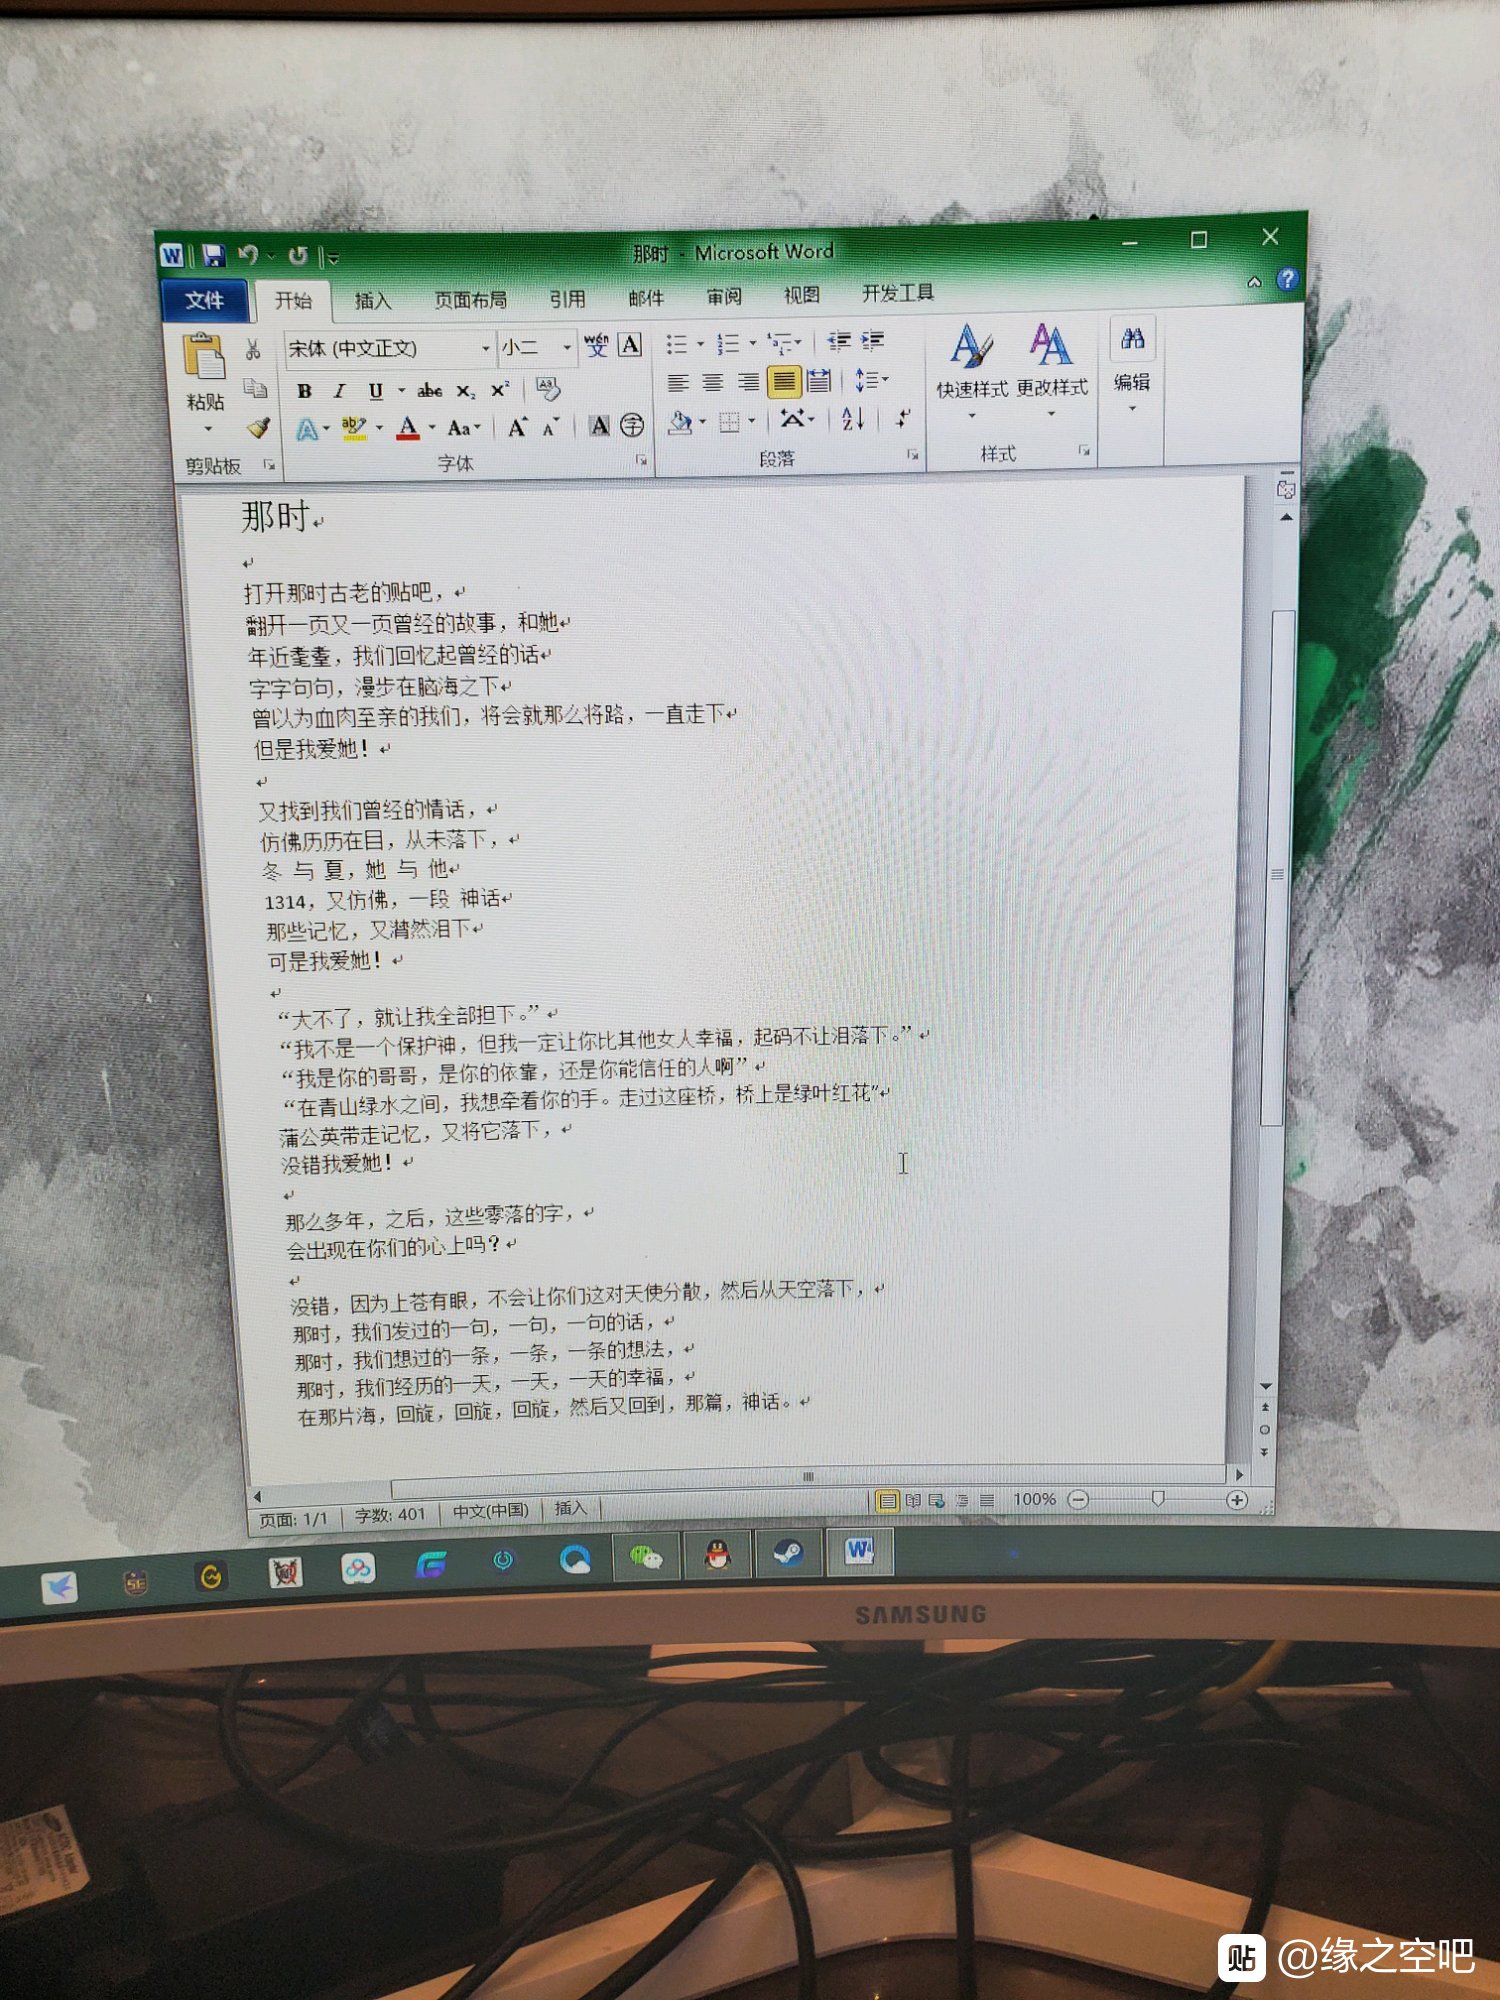 那时 - Microsoft Word
文件 开始 插入 页面布局 引用 邮件 审阅 视图 开发工具
宋体 (中文正文) 小二
粘贴
快速样式 更改样式 编辑
剪贴板 字体 段落 样式
那时
打开那时古老的贴吧，
翻开一页又一页曾经的故事，和她
年近耄耋，我们回忆起曾经的话
字字句句，漫步在脑海之下
曾以为血肉至亲的我们，将会就那么将路，一直走下
但是我爱她！
又找到我们曾经的情话，
仿佛历历在目，从未落下，
冬 与 夏，她 与 他
1314，又仿佛，一段 神话
那些记忆，又潸然泪下
可是我爱她！
“大不了，就让我全部担下。”
“我不是一个保护神，但我一定让你比其他女人幸福，起码不让泪落下。”
“我是你的哥哥，是你的依靠，还是你能信任的人啊”
“在青山绿水之间，我想牵着你的手。走过这座桥，桥上是绿叶红花”
蒲公英带走记忆，又将它落下，
没错我爱她！
那么多年，之后，这些零落的字，
会出现在你们的心上吗？
没错，因为上苍有眼，不会让你们这对天使分散，然后从天空落下，
那时，我们发过的一句，一句，一句的话，
那时，我们想过的一条，一条，一条的想法，
那时，我们经历的一天，一天，一天的幸福，
在那片海，回旋，回旋，回旋，然后又回到，那篇，神话。
页面: 1/1 字数: 401 中文(中国) 插入 100%
SAMSUNG
贴 @缘之空吧